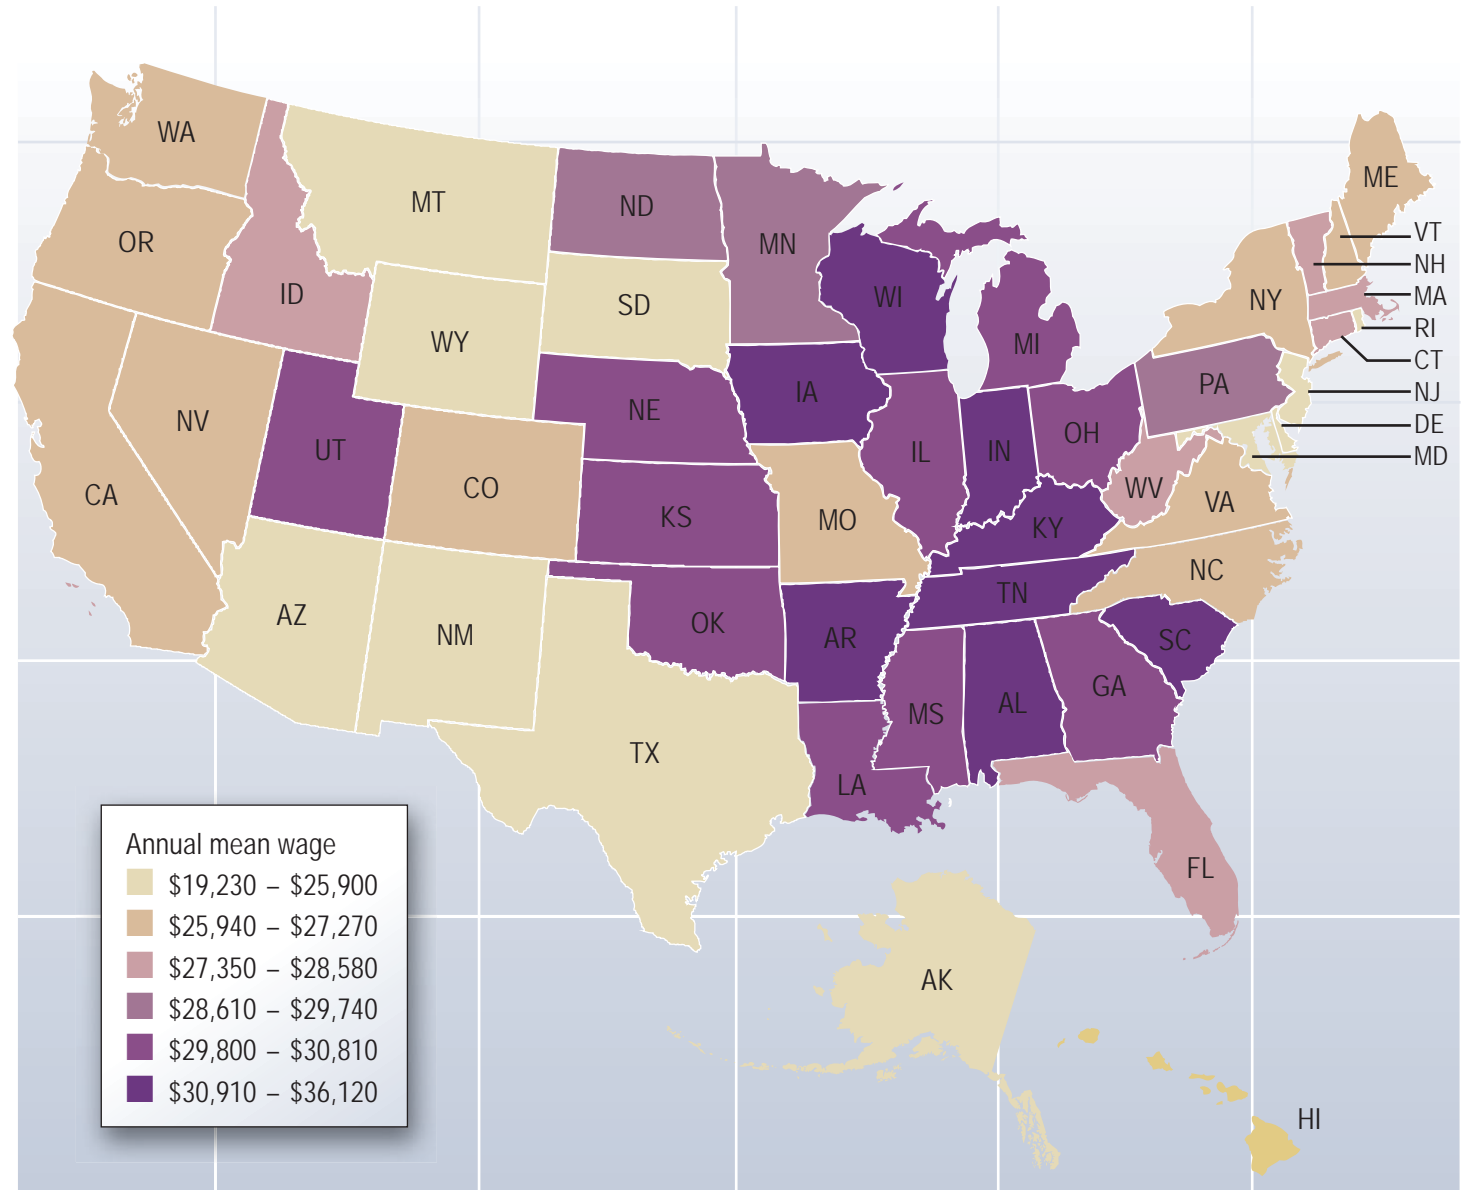 WA
ME
MT
ND
OR
MN
VT
NH
ID
WI
MA
SD
NY
RI
WY
MI
CT
PA
NJ
IA
NE
NV
DE
OH
UT
IN
IL
MD
CO
WV
CA
VA
KS
MO
KY
NC
TN
AZ
OK
NM
AR
SC
GA
AL
MS
TX
LA
FL
AK
HI
Annual mean wage
$19,230 – $25,900
$25,940 – $27,270
$27,350 – $28,580
$28,610 – $29,740
$29,800 – $30,810
$30,910 – $36,120